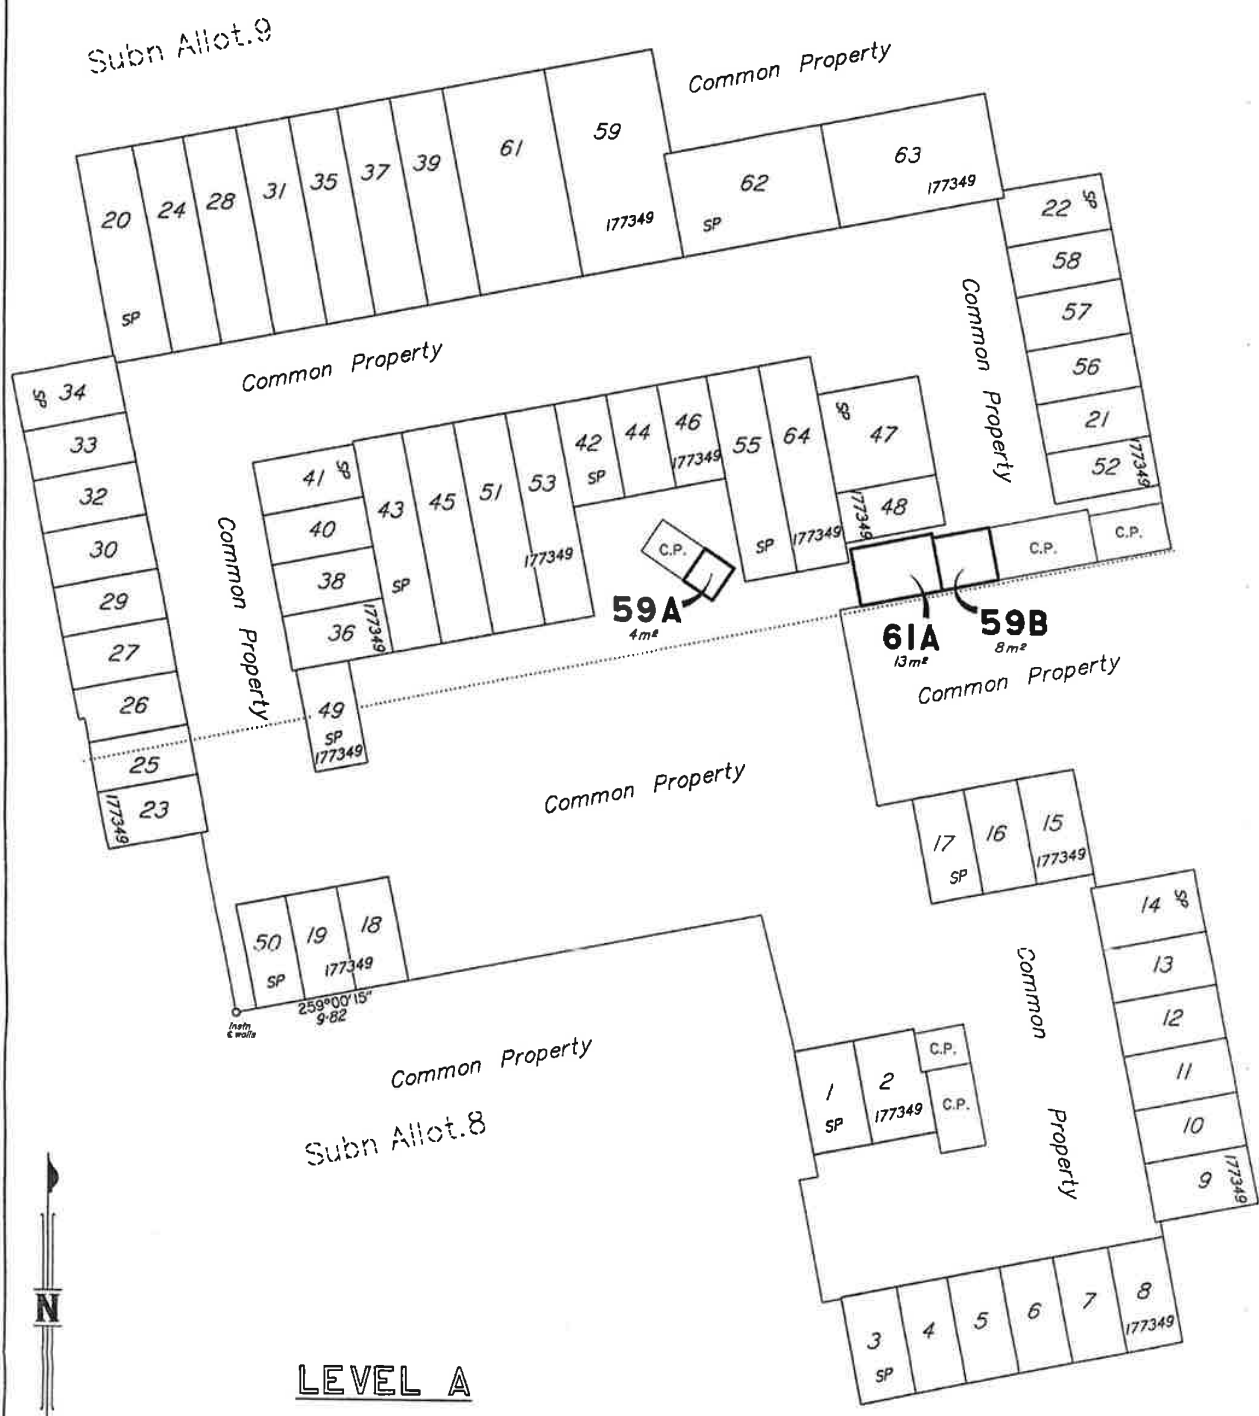 Subn Allot.9
Common Property
20
24
28
31
35
37
39
61
59
SP
177349
62
63
SP
177349
22 SP
58
57
56
21
52
177349
Common Property
Common Property
SP 34
33
32
30
29
27
26
25
23
177349
41 SP
40
38
36
177349
Common Property
43
45
51
53
SP
177349
42
44
46
SP
177349
55
64
SP
177349
SP
47
48
177349
C.P.
59A
4m²
61A
13m²
59B
8m²
C.P.
C.P.
Common Property
49
SP
177349
Common Property
17
16
15
SP
177349
50
19
18
SP
177349
259°00'15"
9·82
Instn
€ walls
Common Property
Subn Allot.8
14 SP
13
12
11
10
9
177349
Common Property
1
2
SP
177349
C.P.
C.P.
3
4
5
6
7
8
SP
177349
N
LEVEL A